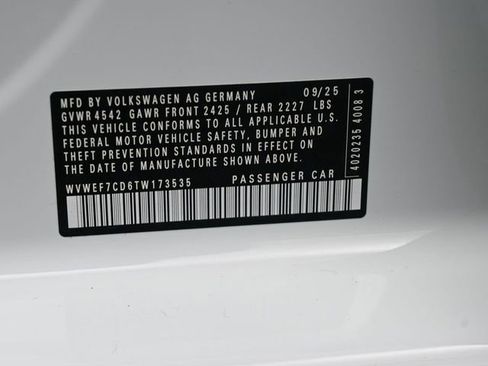 MFD BY VOLKSWAGEN AG GERMANY 09/25
GVWR 4542 GAWR FRONT 2425 / REAR 2227 LBS
THIS VEHICLE CONFORMS TO ALL APPLICABLE U.S.
FEDERAL MOTOR VEHICLE SAFETY, BUMPER AND
THEFT PREVENTION STANDARDS IN EFFECT ON
THE DATE OF MANUFACTURE SHOWN ABOVE.
WVWEF7CD6TW173535 PASSENGER CAR
4020235 4008 3